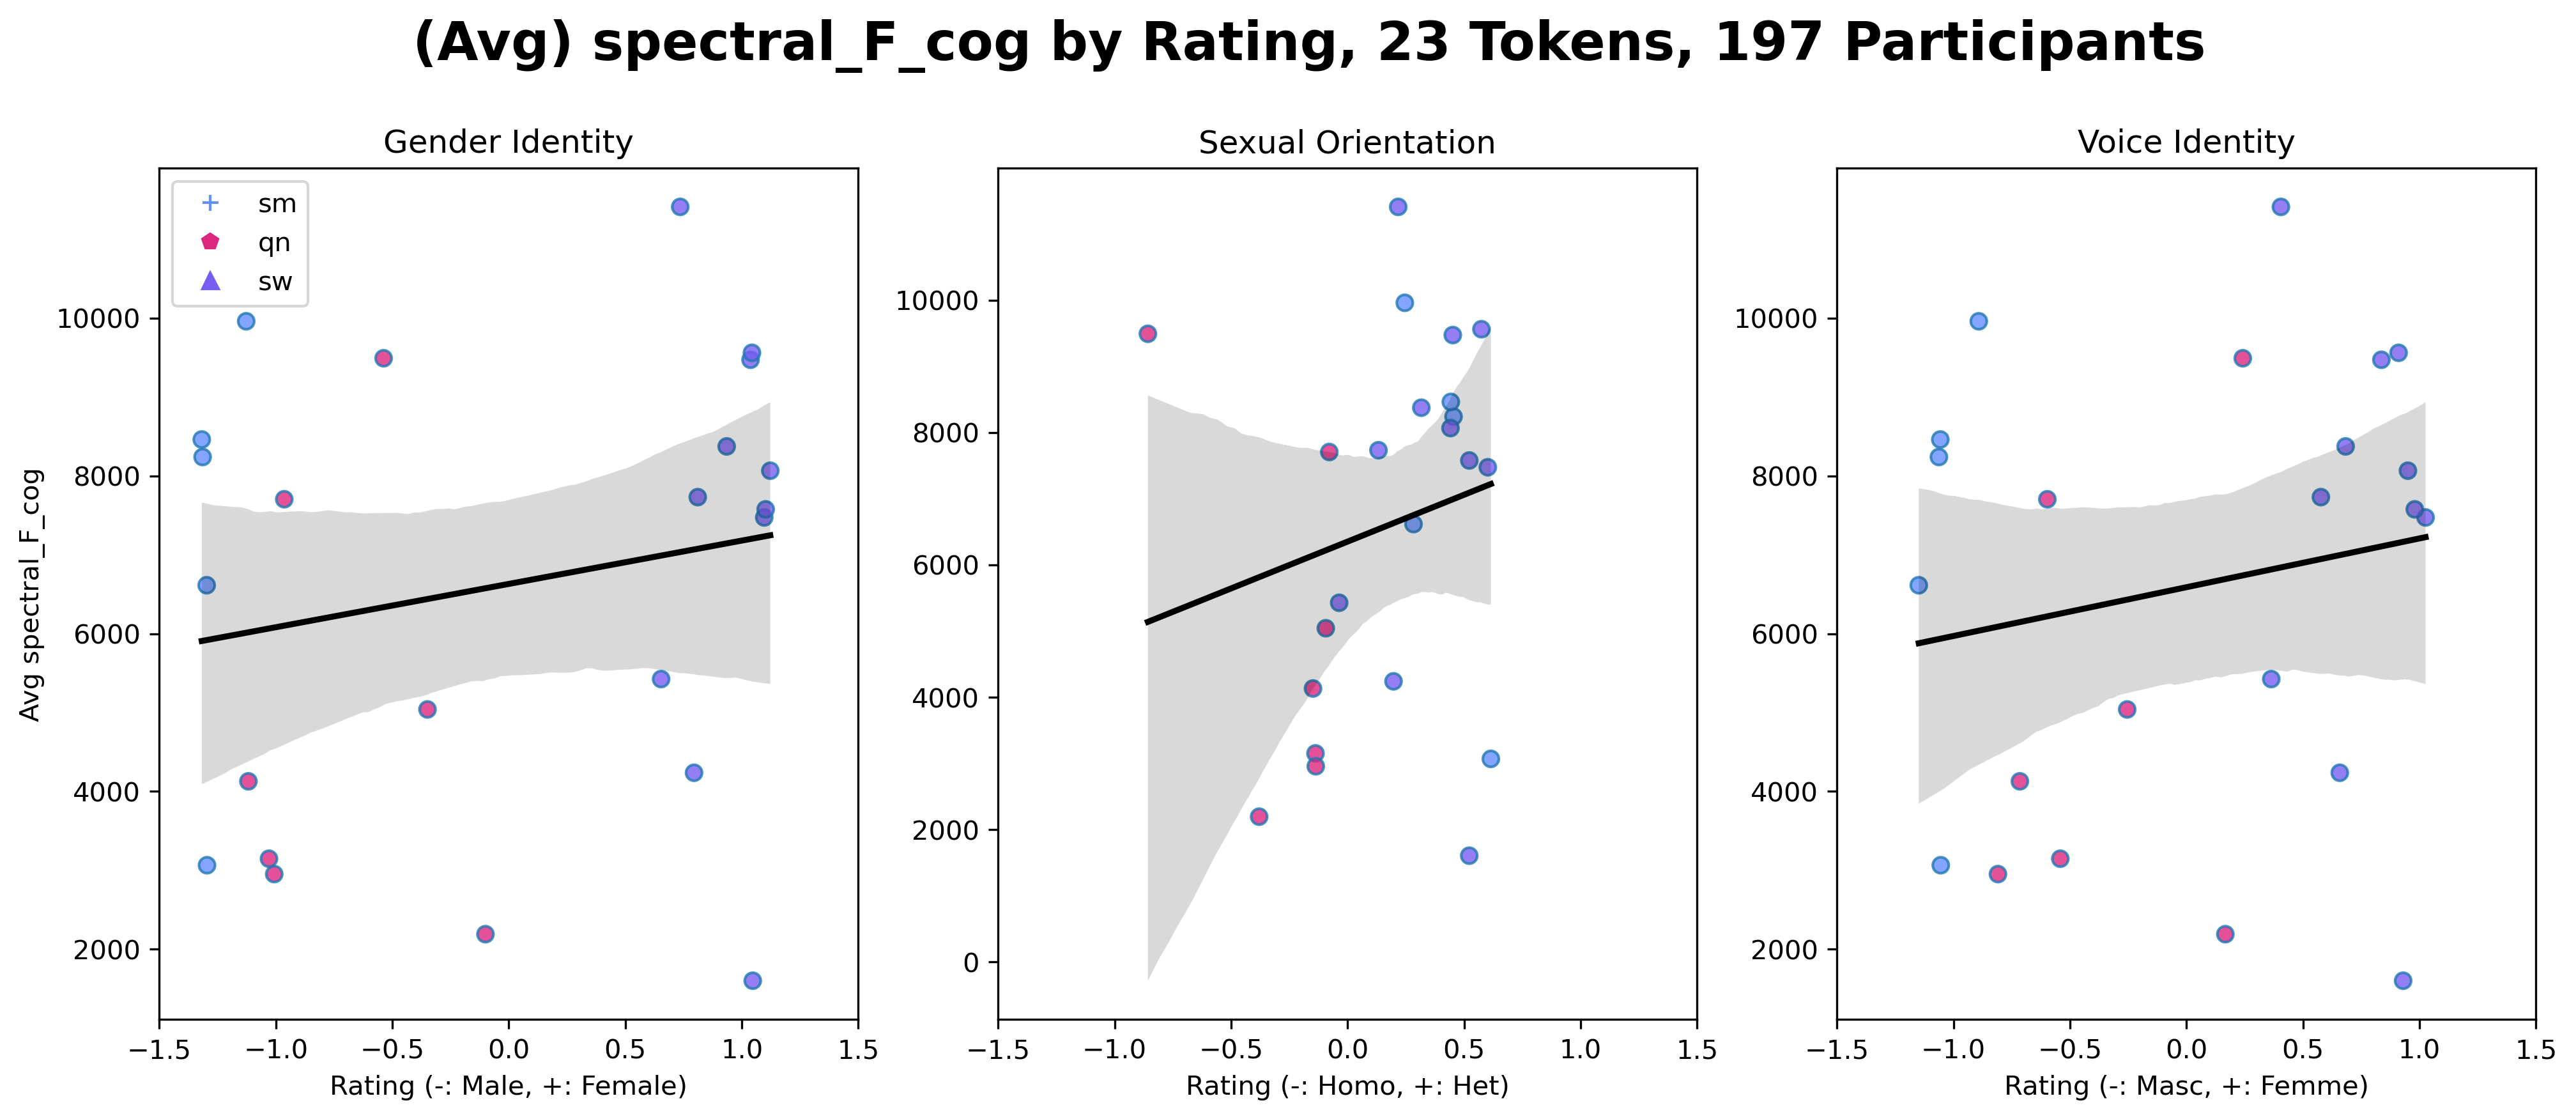 (Avg) spectral_F_cog by Rating, 23 Tokens, 197 Participants
Gender Identity
sm
qn
sw
10000
8000
6000
4000
2000
Avg spectral_F_cog
−1.5 −1.0 −0.5 0.0 0.5 1.0 1.5
Rating (-: Male, +: Female)
Sexual Orientation
10000
8000
6000
4000
2000
0
−1.5 −1.0 −0.5 0.0 0.5 1.0 1.5
Rating (-: Homo, +: Het)
Voice Identity
10000
8000
6000
4000
2000
−1.5 −1.0 −0.5 0.0 0.5 1.0 1.5
Rating (-: Masc, +: Femme)